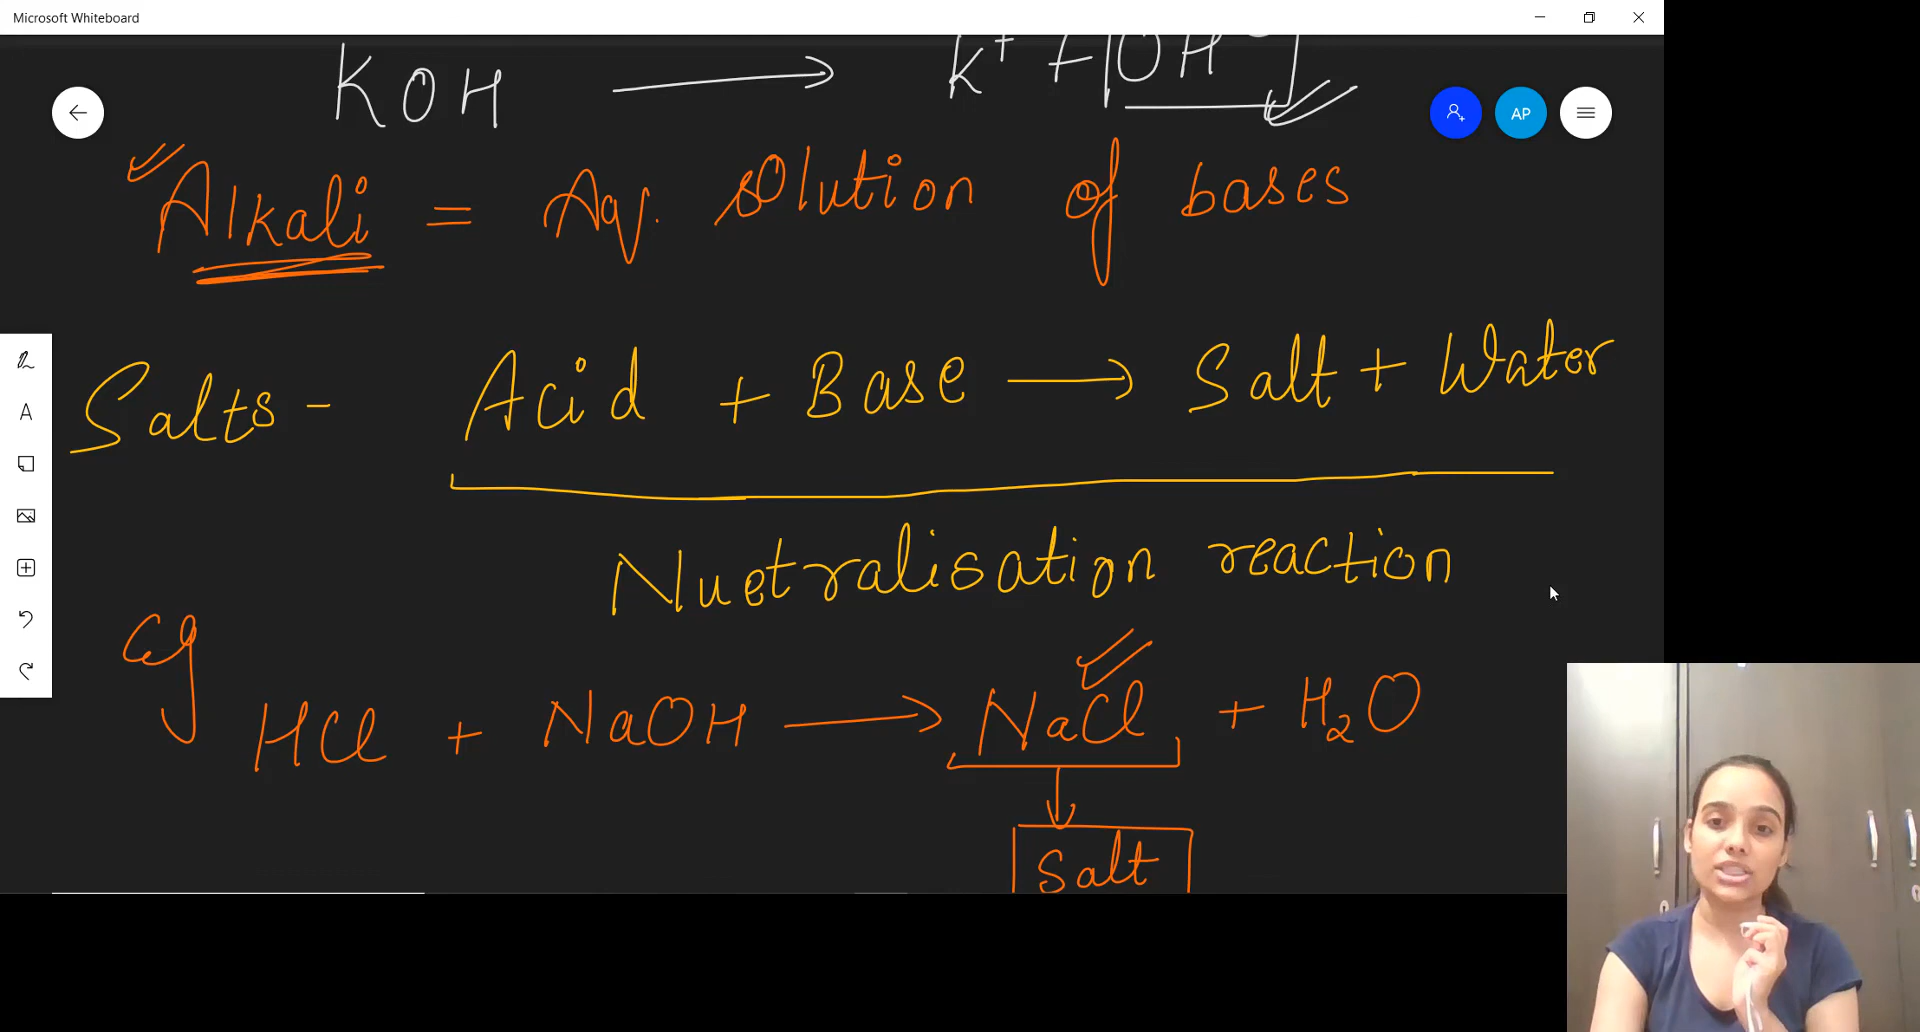 Microsoft Whiteboard
KOH → K+ + [OH-]
AP
Alkali = Aq. solution of bases
Salts - Acid + Base → Salt + Water
A
Nuetralisation reaction
eg
HCl + NaOH → NaCl + H₂O
Salt